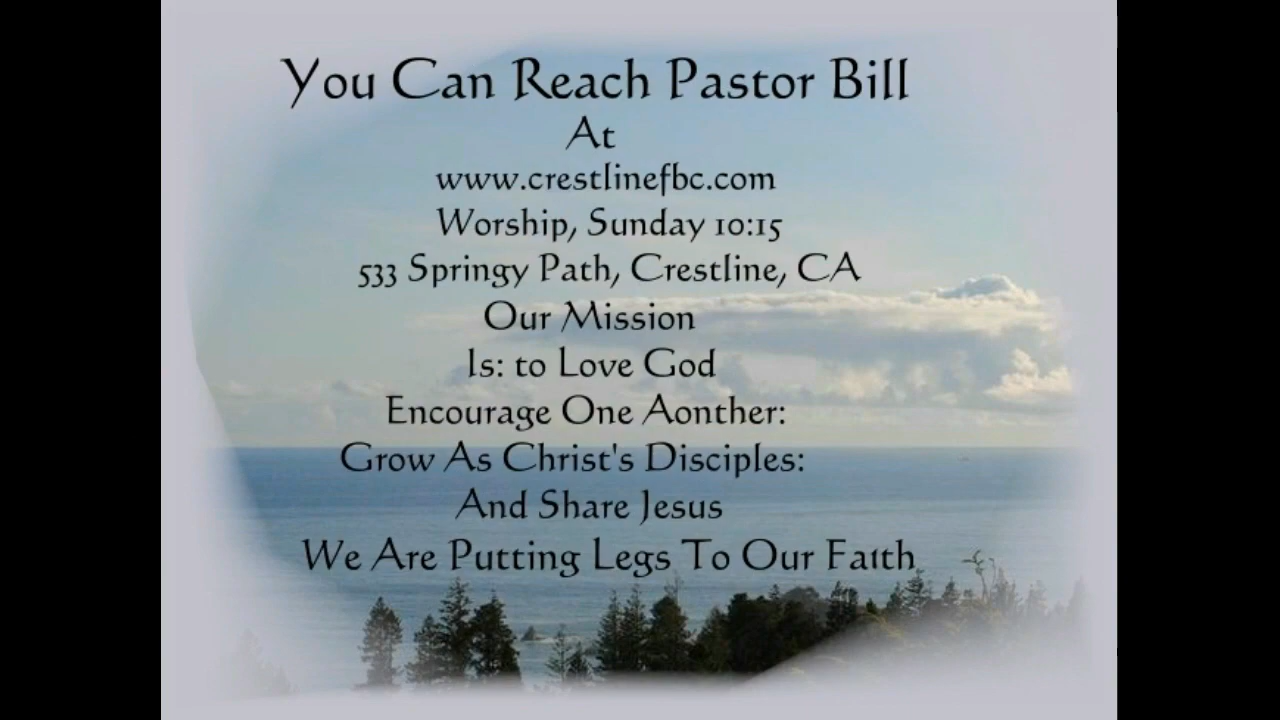 You Can Reach Pastor Bill
At
www.crestlinefbc.com
Worship, Sunday 10:15
533 Springy Path, Crestline, CA
Our Mission
Is: to Love God
Encourage One Aonther:
Grow As Christ's Disciples:
And Share Jesus
We Are Putting Legs To Our Faith